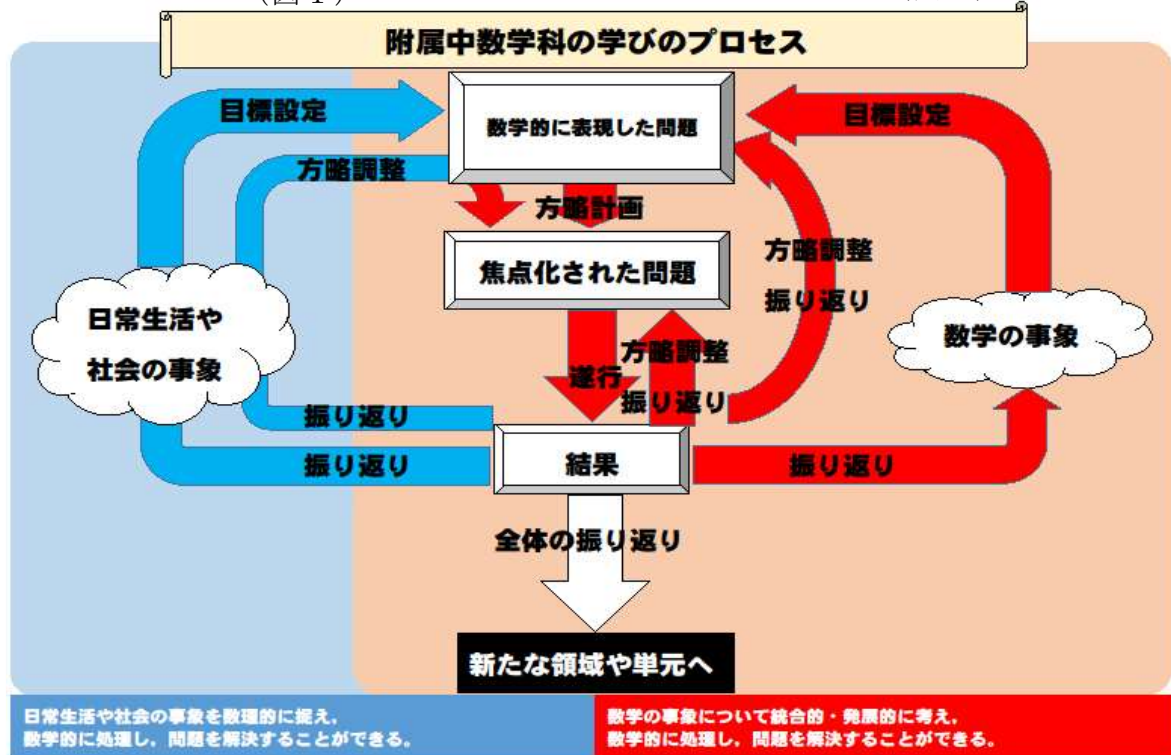 (図1)
附属中数学科の学びのプロセス
目標設定
数学的に表現した問題
目標設定
方略調整
方略計画
焦点化された問題
方略調整
振り返り
日常生活や
社会の事象
数学の事象
遂行
方略調整
振り返り
振り返り
振り返り
結果
振り返り
全体の振り返り
新たな領域や単元へ
日常生活や社会の事象を数理的に捉え，
数学的に処理し，問題を解決することができる。
数学の事象について統合的・発展的に考え，
数学的に処理し，問題を解決することができる。